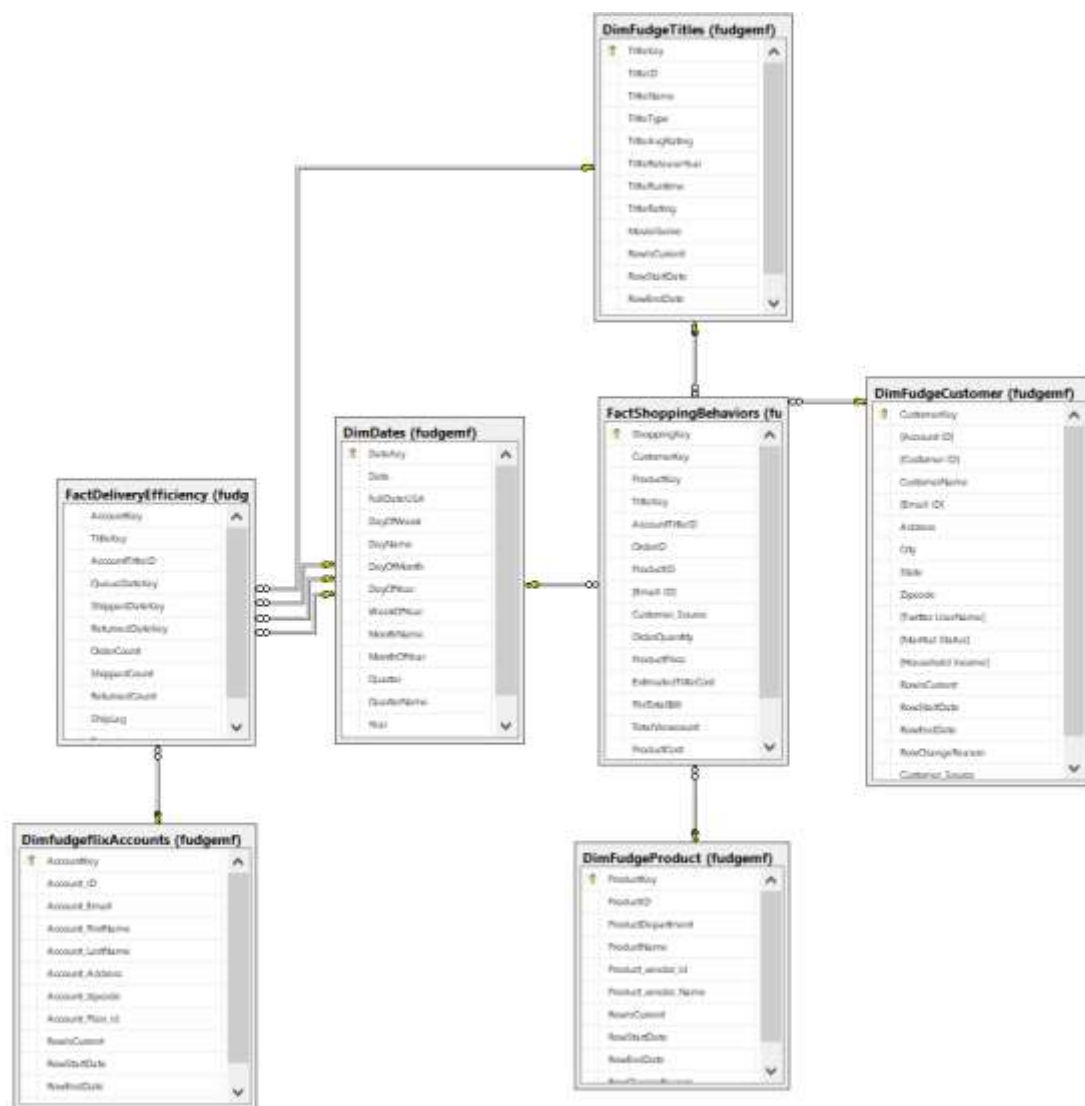 DimFudgeTitles (fudgemf)
TitleKey
TitleID
TitleName
TitleType
TitleAvgRating
TitleReleaseYear
TitleRuntime
TitleRating
RowIsCurrent
RowStartDate
RowEndDate
DimFudgeCustomer (fudgemf)
CustomerKey
[Account ID]
[Customer ID]
CustomerName
[Email ID]
Address
City
State
Zipcode
[Twitter UserName]
[Marital Status]
[Household Income]
RowIsCurrent
RowStartDate
RowEndDate
RowChangeReason
Customer_Source
FactShoppingBehaviors (fu
ShoppingKey
CustomerKey
ProductKey
TitleKey
AccountTitleID
OrderID
ProductID
[Email ID]
Customer_Source
OrderQuantity
ProductPrice
EstimatedTitleCost
ProductCost
DimDates (fudgemf)
DateKey
Date
FullDateUSA
DayOfWeek
DayName
DayOfMonth
DayOfYear
WeekOfYear
MonthName
MonthOfYear
Quarter
QuarterName
Year
FactDeliveryEfficiency (fudg
AccountKey
TitleKey
AccountTitleID
QueueDateKey
ShippedDateKey
ReturnedDateKey
OrderCount
ShippedCount
ReturnedCount
ShipLag
DimfudgeflixAccounts (fudgemf)
AccountKey
Account_ID
Account_Email
Account_FirstName
Account_LastName
Account_Address
Account_zipcode
Account_Plan_id
RowIsCurrent
RowStartDate
RowEndDate
DimFudgeProduct (fudgemf)
ProductKey
ProductID
ProductDepartment
ProductName
Product_vendor_id
Product_vendor_Name
RowIsCurrent
RowStartDate
RowEndDate
RowChangeReason